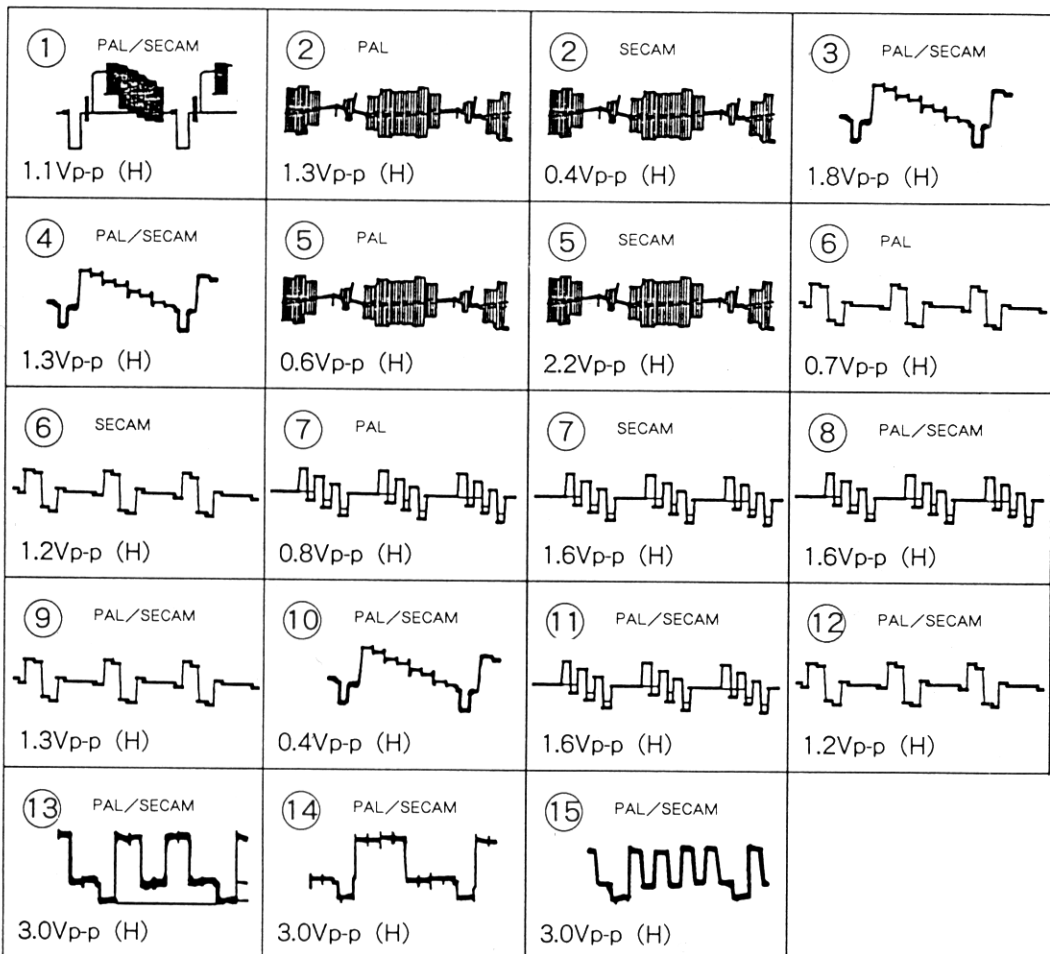 ① PAL/SECAM
1.1Vp-p (H)
② PAL
1.3Vp-p (H)
② SECAM
0.4Vp-p (H)
③ PAL/SECAM
1.8Vp-p (H)
④ PAL/SECAM
1.3Vp-p (H)
⑤ PAL
0.6Vp-p (H)
⑤ SECAM
2.2Vp-p (H)
⑥ PAL
0.7Vp-p (H)
⑥ SECAM
1.2Vp-p (H)
⑦ PAL
0.8Vp-p (H)
⑦ SECAM
1.6Vp-p (H)
⑧ PAL/SECAM
1.6Vp-p (H)
⑨ PAL/SECAM
1.3Vp-p (H)
⑩ PAL/SECAM
0.4Vp-p (H)
⑪ PAL/SECAM
1.6Vp-p (H)
⑫ PAL/SECAM
1.2Vp-p (H)
⑬ PAL/SECAM
3.0Vp-p (H)
⑭ PAL/SECAM
3.0Vp-p (H)
⑮ PAL/SECAM
3.0Vp-p (H)